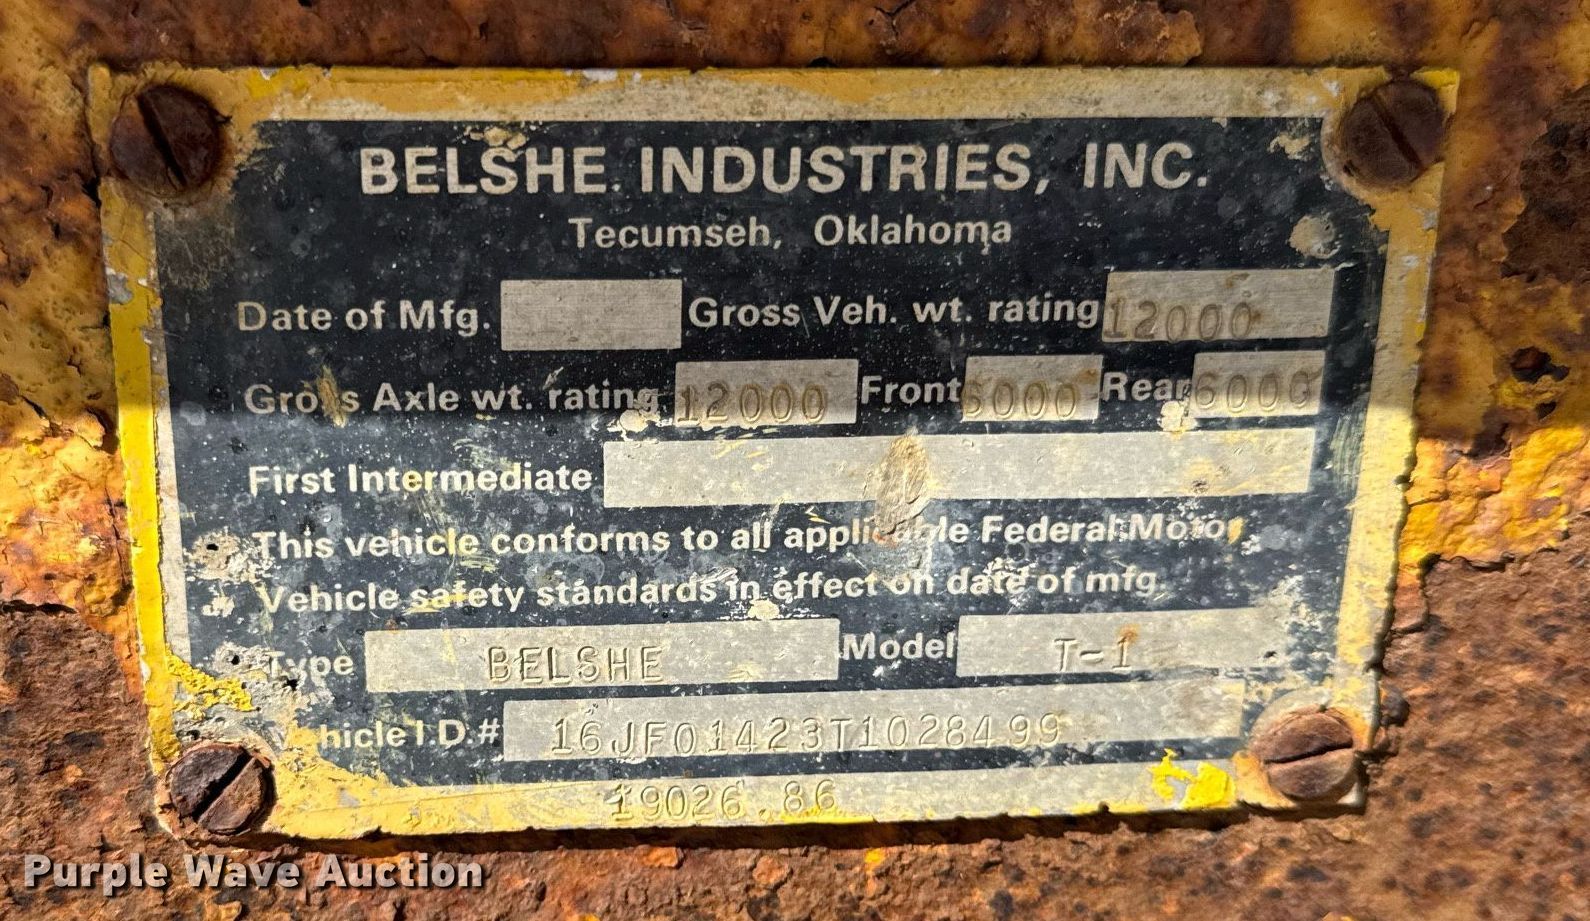 BELSHE INDUSTRIES, INC.
Tecumseh, Oklahoma
Date of Mfg. Gross Veh. wt. rating 12000
Gross Axle wt. rating 12000 Front 6000 Rear 6000
First Intermediate
This vehicle conforms to all applicable Federal Motor
Vehicle safety standards in effect on date of mfg.
Type BELSHE Model T-1
Vehicle I.D.# 16JF01423T1028499
19026.86
Purple Wave Auction